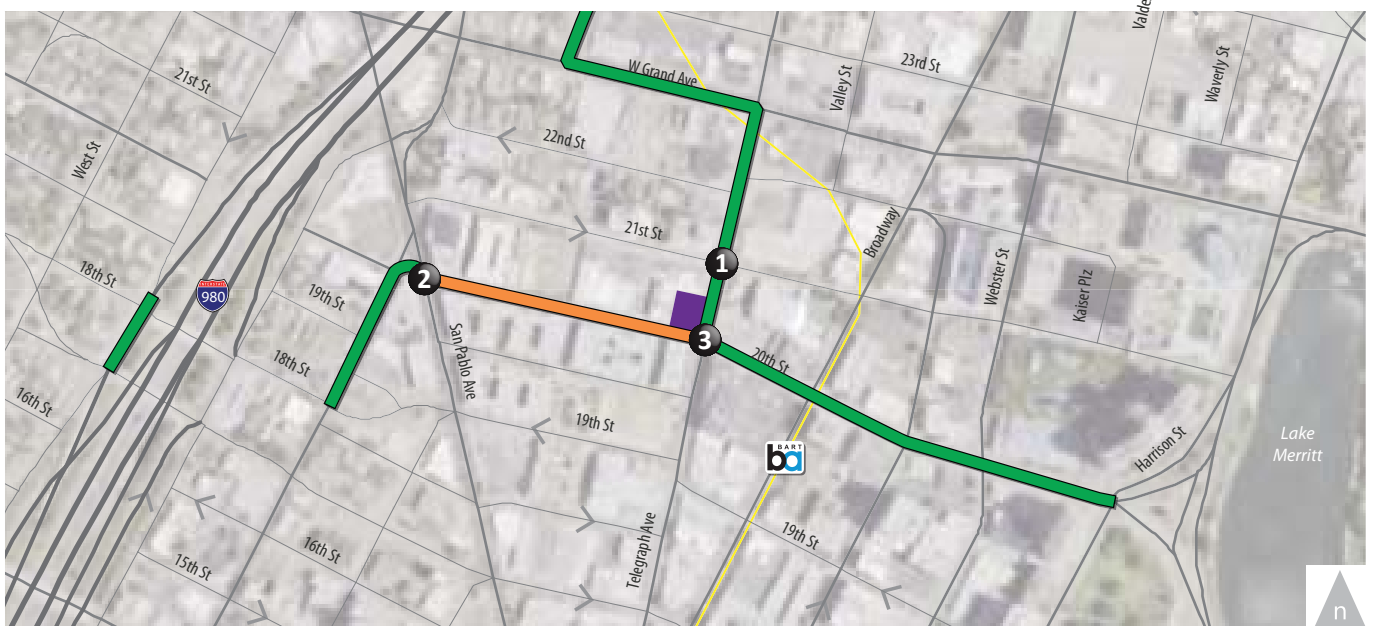 Valde
21st St
W Grand Ave
Valley St
23rd St
Waverly St
West St
22nd St
21st St
1
Broadway
Webster St
Kaiser Plz
18th St
INTERSTATE
980
2
19th St
3
20th St
San Pablo Ave
18th St
16th St
19th St
BART
ba
Harrison St
Lake
Merritt
Telegraph Ave
19th St
16th St
15th St
n